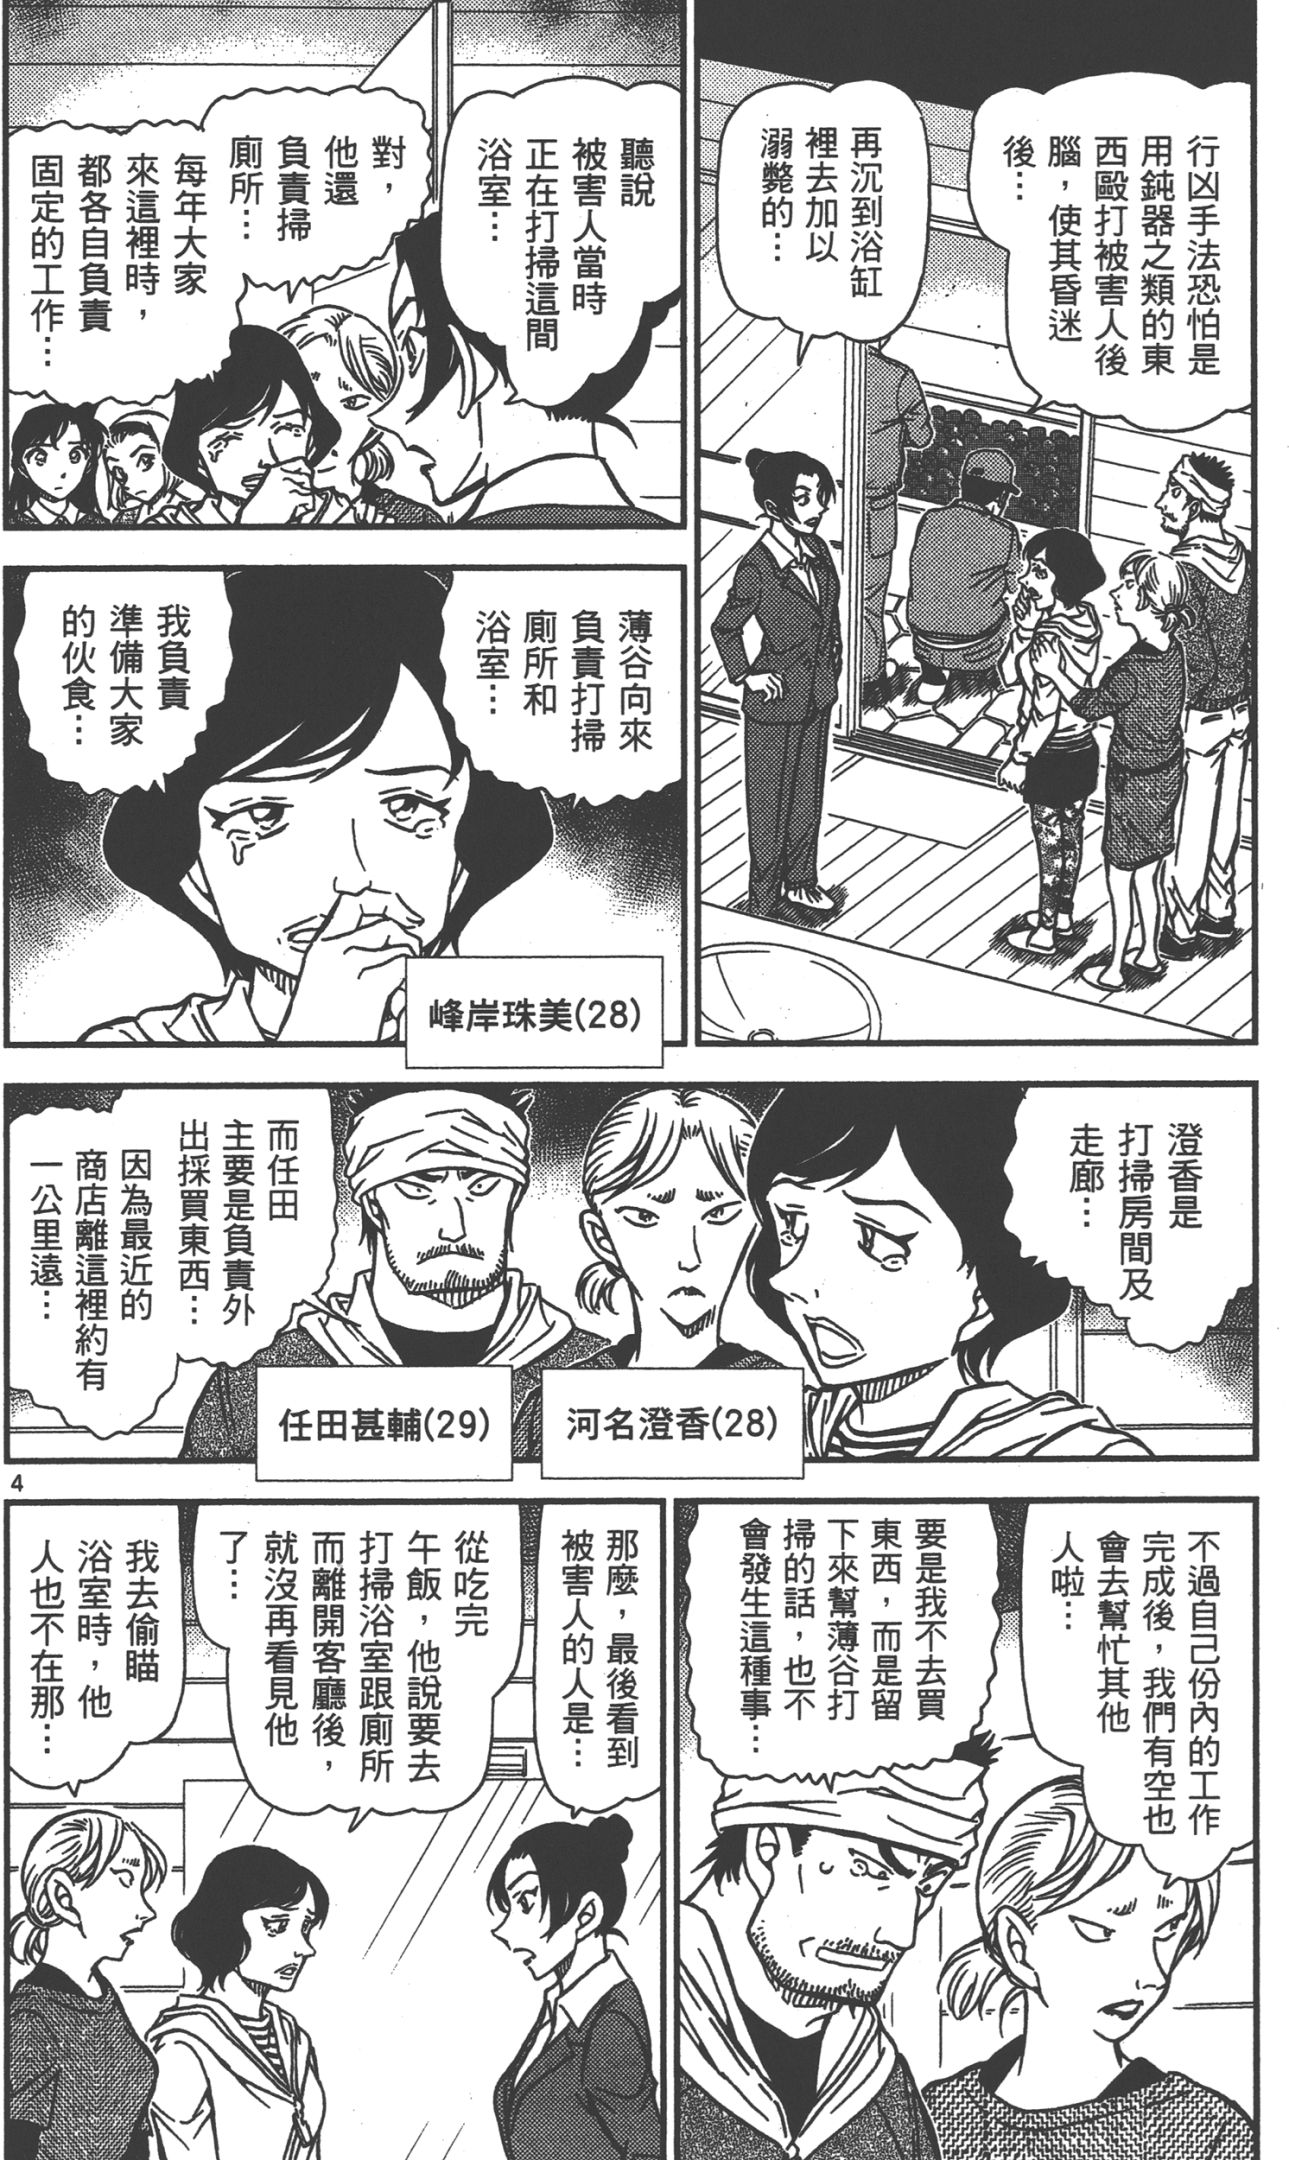 行凶手法恐怕是
用鈍器之類的東
西毆打被害人後
腦，使其昏迷
後…
再沉到浴缸
裡去加以
溺斃的…
聽說
被害人當時
正在打掃這間
浴室…
對，
他還
負責掃
廁所…
每年大家
來這裡時，
都各自負責
固定的工作…
薄谷向來
負責打掃
廁所和
浴室…
我負責
準備大家
的伙食…
峰岸珠美(28)
澄香是
打掃房間及
走廊…
河名澄香(28)
而任田
主要是負責外
出採買東西…
因為最近的
商店離這裡約有
一公里遠…
任田甚輔(29)
4
不過自己份內的工作
完成後，我們有空也
會去幫忙其他
人啦…
要是我不去買
東西，而是留
下來幫薄谷打
掃的話，也不
會發生這種事…
那麼，最後看到
被害人的人是…
從吃完
午飯，他說要去
打掃浴室跟廁所
而離開客廳後，
就沒再看見他
了…
我去偷瞄
浴室時，他
人也不在那…